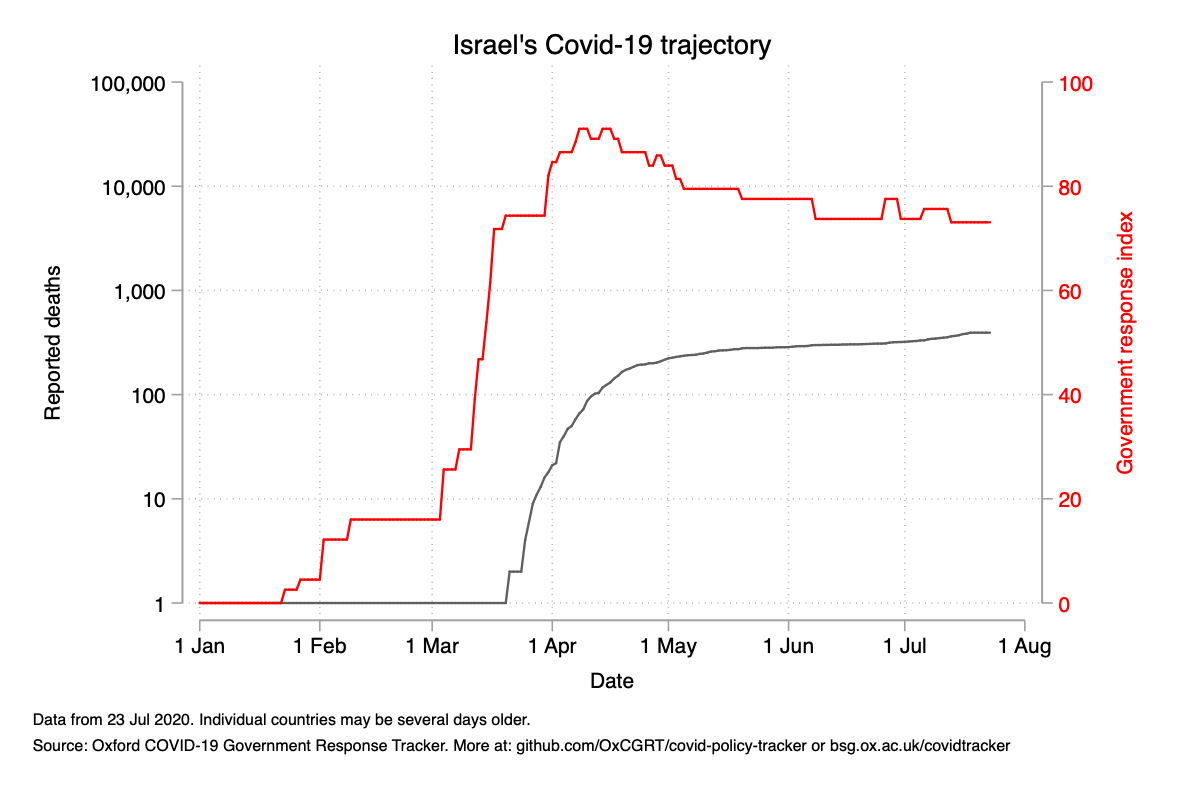 Israel's Covid-19 trajectory
100,000
10,000
1,000
100
10
1
Reported deaths
100
80
60
40
20
0
Government response index
1 Jan
1 Feb
1 Mar
1 Apr
1 May
1 Jun
1 Jul
1 Aug
Date
Data from 23 Jul 2020. Individual countries may be several days older.
Source: Oxford COVID-19 Government Response Tracker. More at: github.com/OxCGRT/covid-policy-tracker or bsg.ox.ac.uk/covidtracker